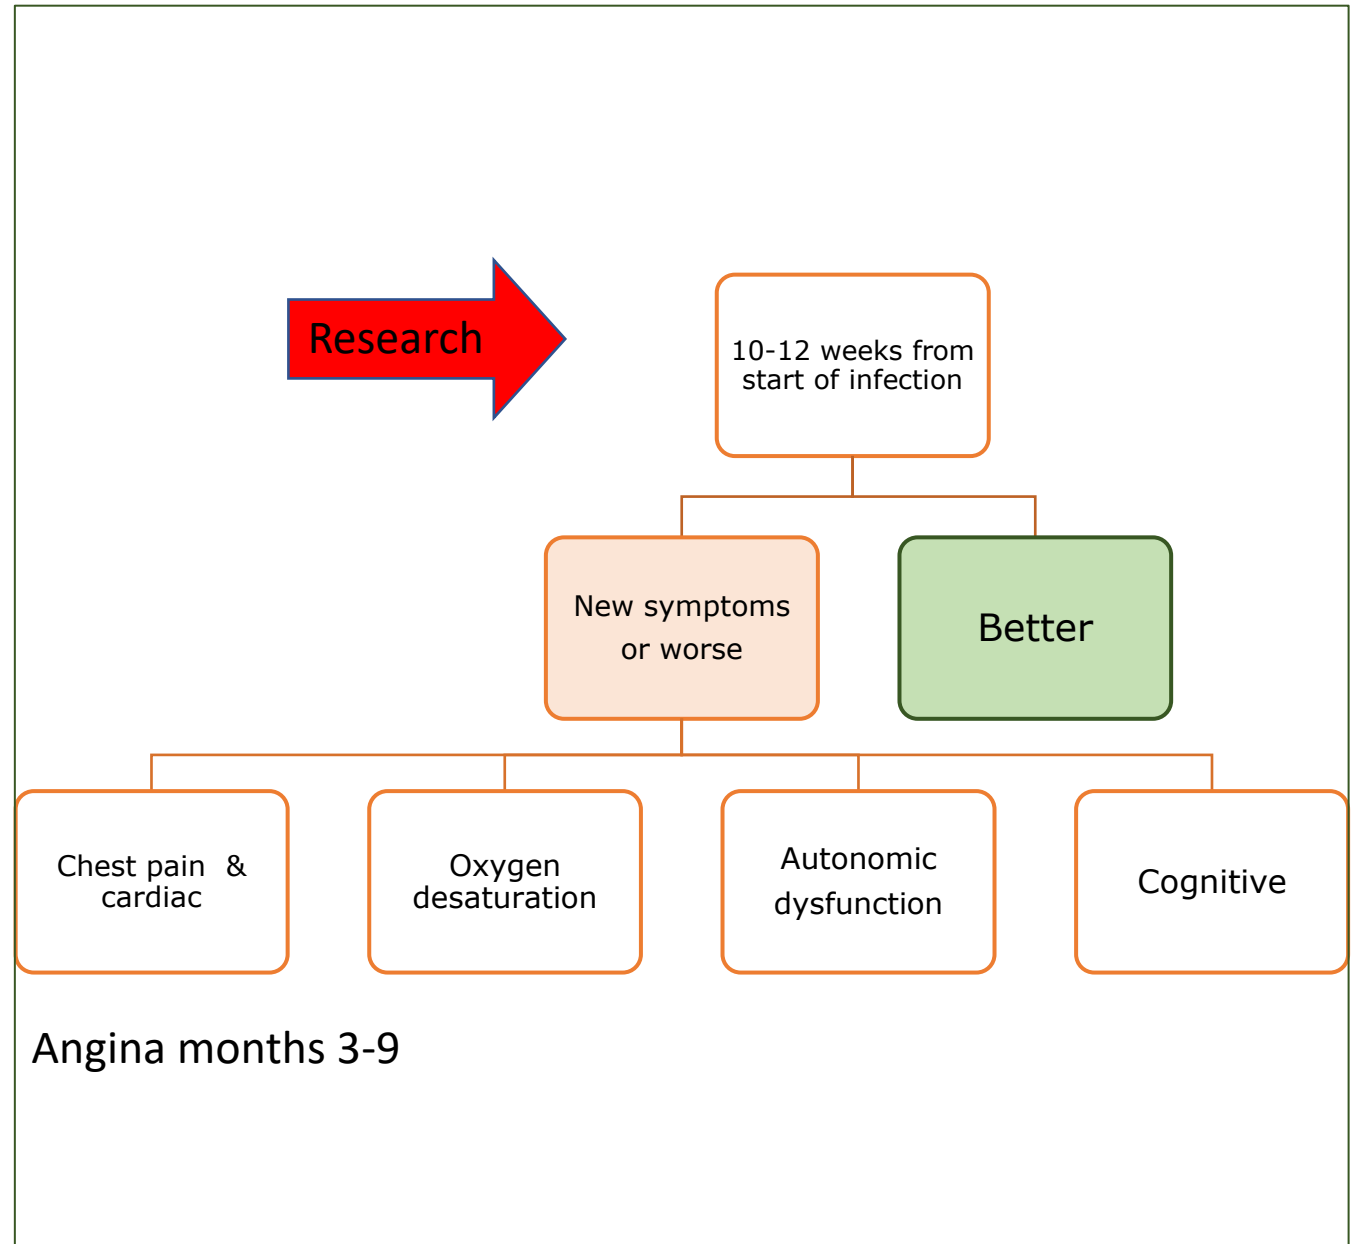 Research
10-12 weeks from
start of infection
New symptoms
or worse
Better
Chest pain & 
cardiac
Oxygen
desaturation
Autonomic
dysfunction
Cognitive
Angina months 3-9